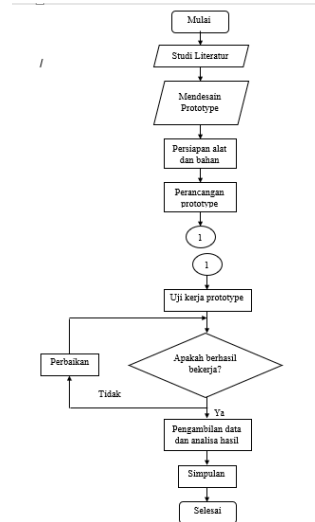 Mulai
Studi Literatur
Mendesain
Prototype
Persiapan alat
dan bahan
Perancangan
prototype
1
1
Uji kerja prototype
Apakah berhasil
bekerja?
Perbaikan
Tidak
Ya
Pengambilan data
dan analisa hasil
Simpulan
Selesai